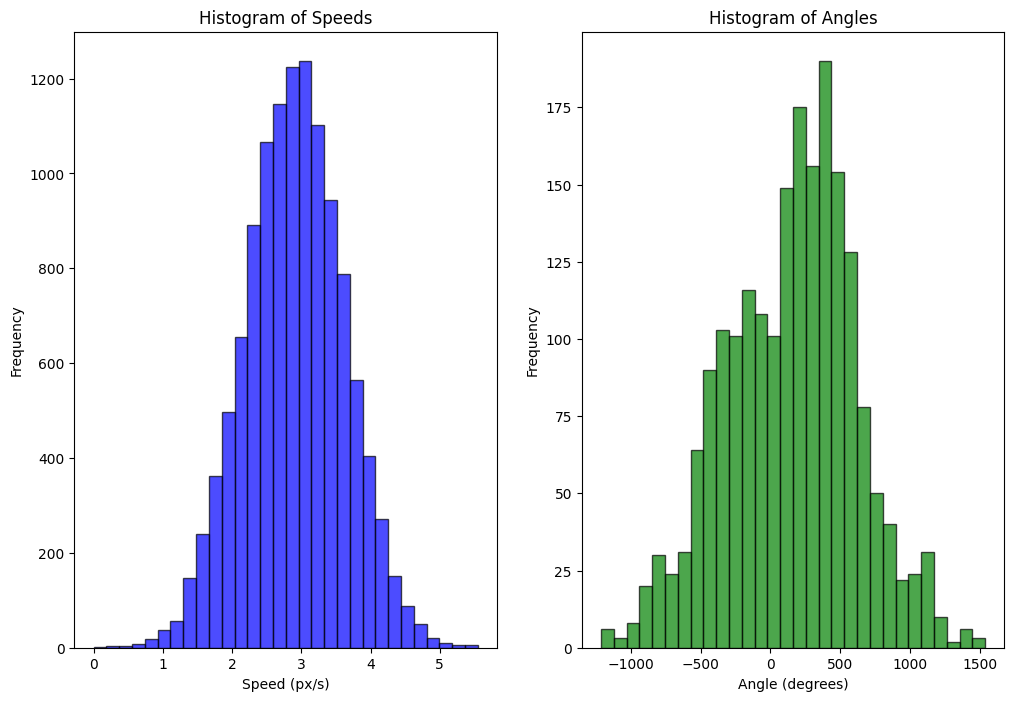 Histogram of Speeds
1200
1000
800
600
400
200
0
Frequency
0 1 2 3 4 5
Speed (px/s)
Histogram of Angles
175
150
125
100
75
50
25
0
Frequency
−1000 −500 0 500 1000 1500
Angle (degrees)